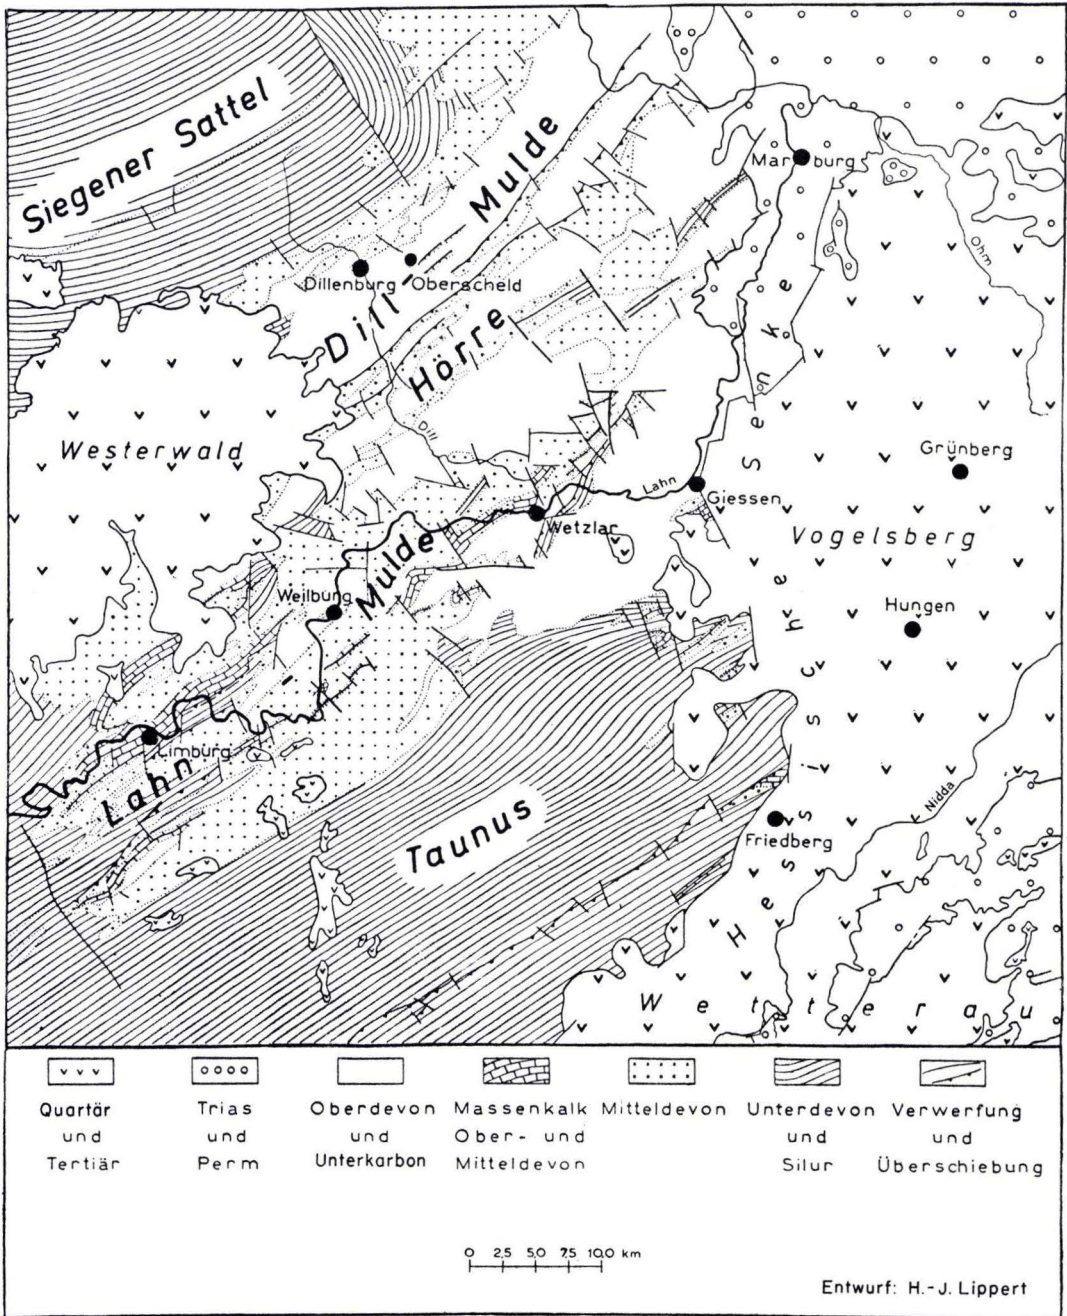 Siegener Sattel
Mulde
Marburg
Ohm
Dillenburg
Oberscheld
Dill
Hörre
Dill
Westerwald
Grünberg
Lahn
Giessen
Wetzlar
Vogelsberg
Mulde
Weilburg
Hungen
Limburg
Lahn
Taunus
Nidda
Friedberg
Hessische Senke
Wetterau
Quartär
und
Tertiär
Trias
und
Perm
Oberdevon
und
Unterkarbon
Massenkalk
Ober- und
Mitteldevon
Mitteldevon
Unterdevon
und
Silur
Verwerfung
und
Überschiebung
0 2,5 5,0 7,5 10,0 km
Entwurf: H.-J. Lippert